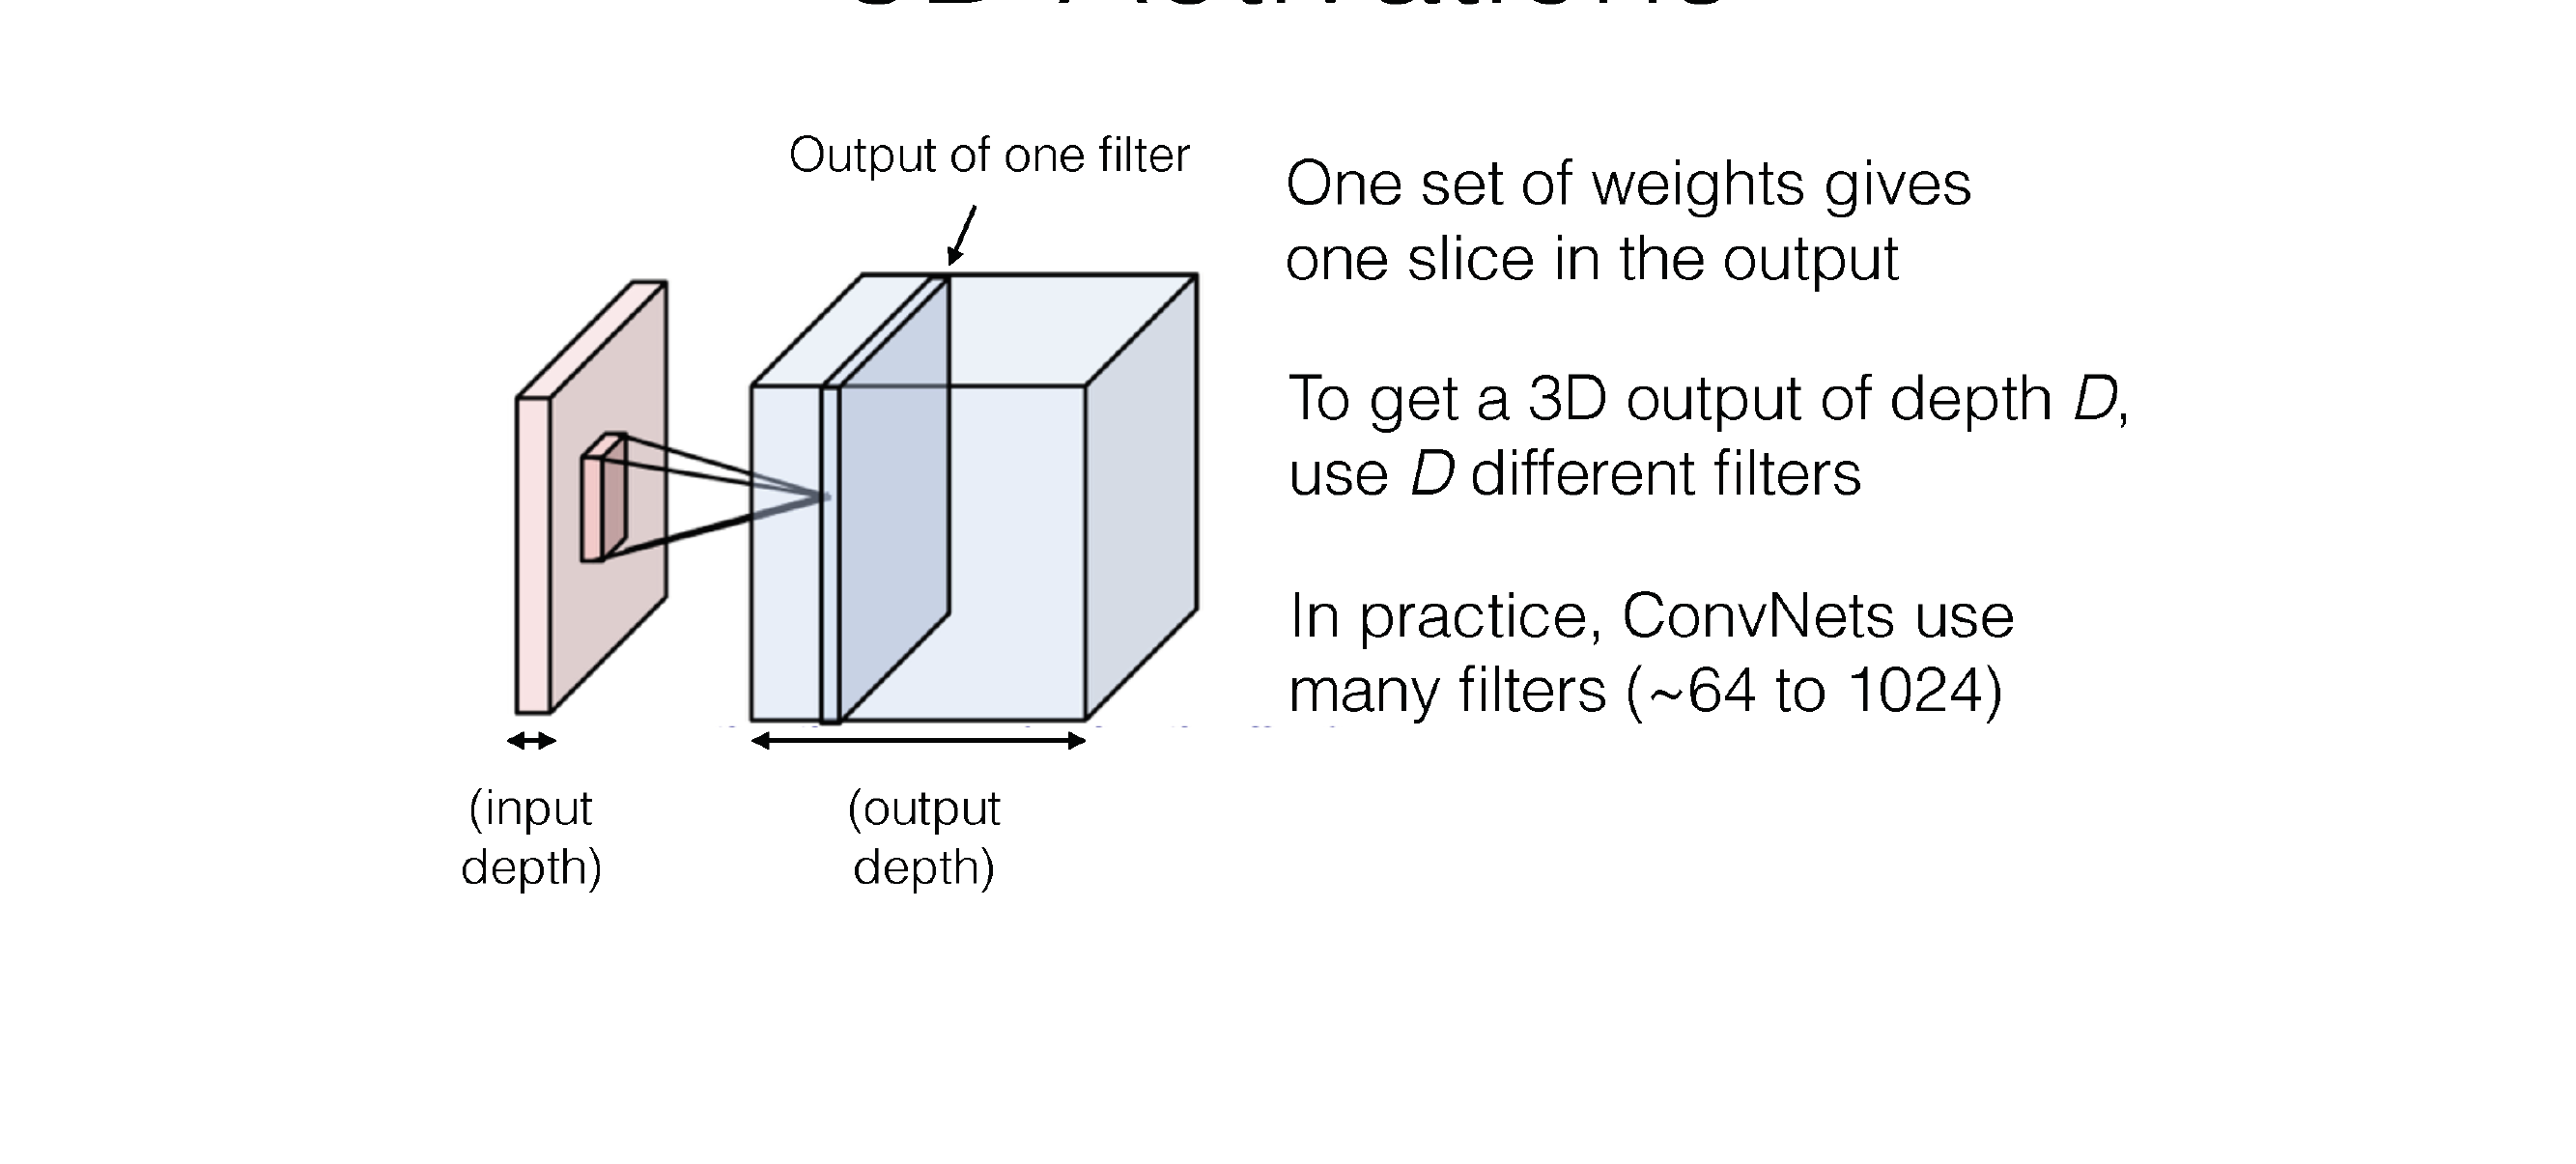 Output of one filter
One set of weights gives
one slice in the output
To get a 3D output of depth D,
use D different filters
In practice, ConvNets use
many filters (~64 to 1024)
(input
depth)
(output
depth)